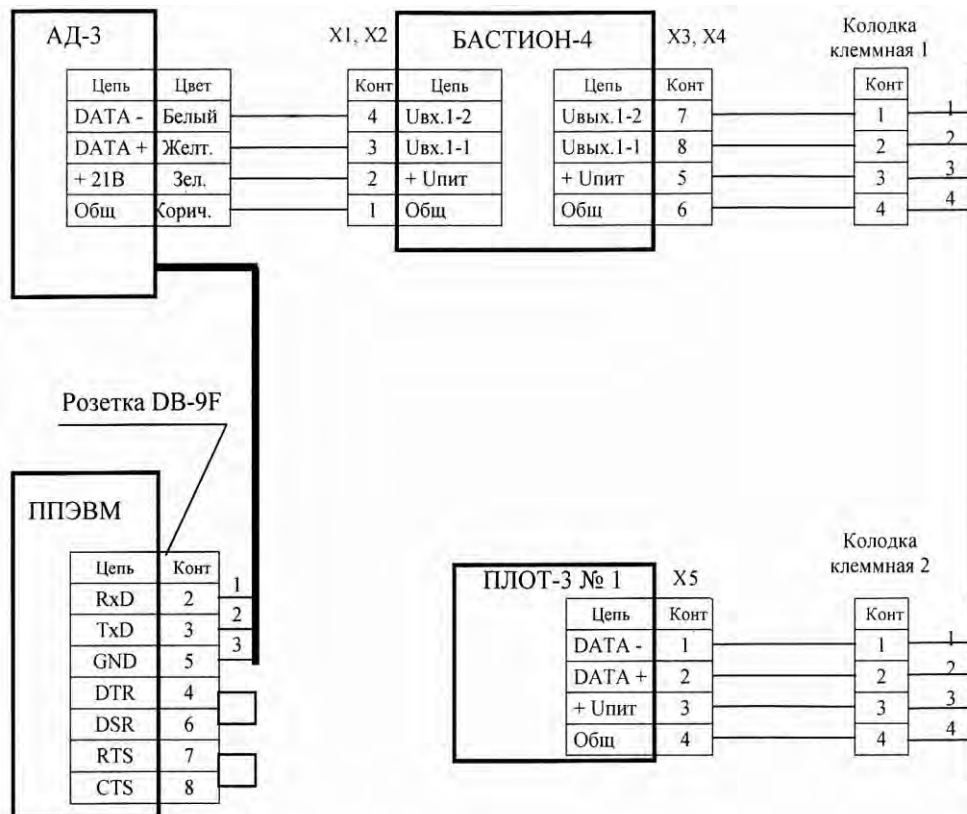 АД-3
Цепь Цвет
DATA - Белый
DATA + Желт.
+ 21В Зел.
Общ Корич.
X1, X2
БАСТИОН-4
X3, X4
Конт Цепь Цепь Конт
4 Uвх.1-2 Uвых.1-2 7
3 Uвх.1-1 Uвых.1-1 8
2 + Uпит + Uпит 5
1 Общ Общ 6
Колодка
клеммная 1
Конт
1 1
2 2
3 3
4 4
Розетка DB-9F
ППЭВМ
Цепь Конт
RxD 2 1
TxD 3 2
GND 5 3
DTR 4
DSR 6
RTS 7
CTS 8
ПЛОТ-3 № 1
X5
Цепь Конт
DATA - 1
DATA + 2
+ Uпит 3
Общ 4
Колодка
клеммная 2
Конт
1 1
2 2
3 3
4 4